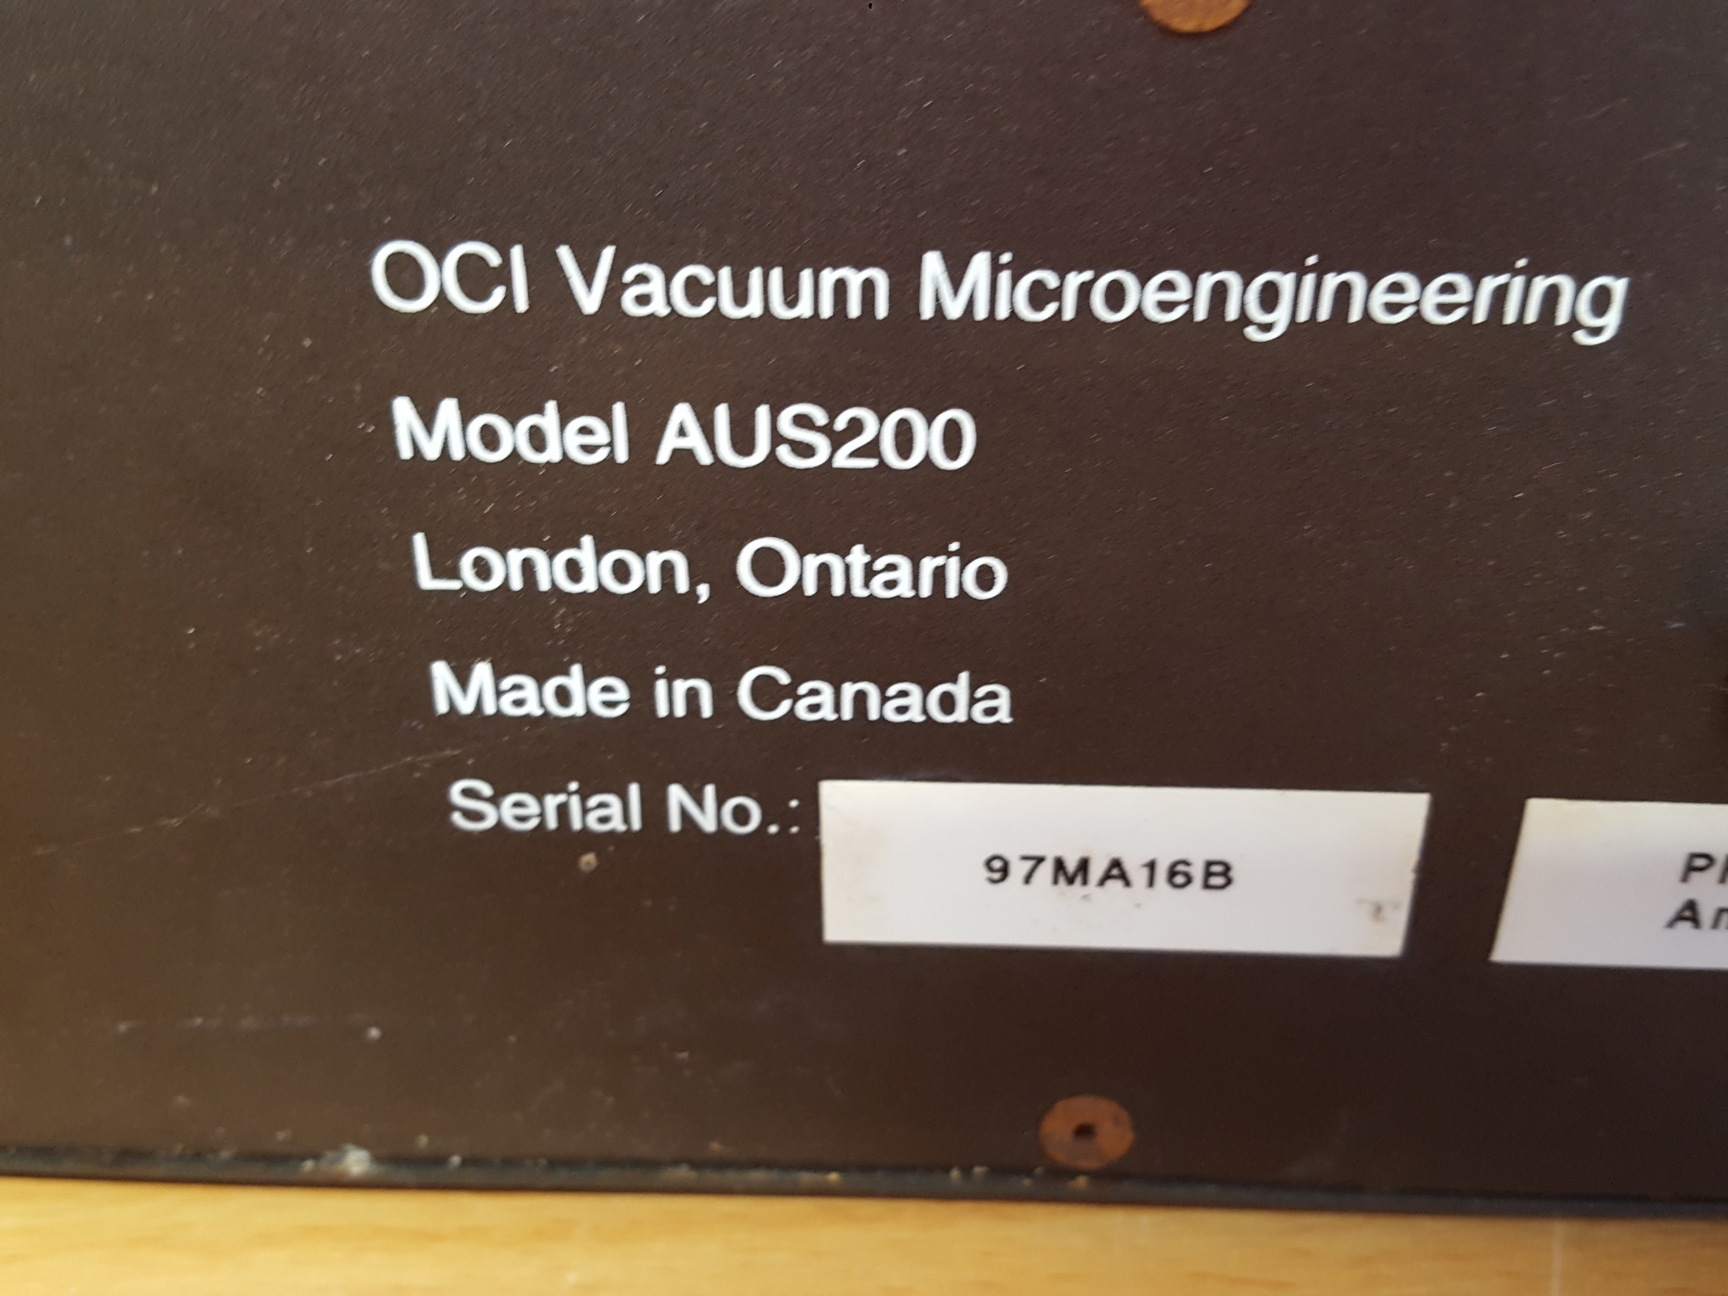 OCI Vacuum Microengineering
Model AUS200
London, Ontario
Made in Canada
Serial No.: 97MA16B